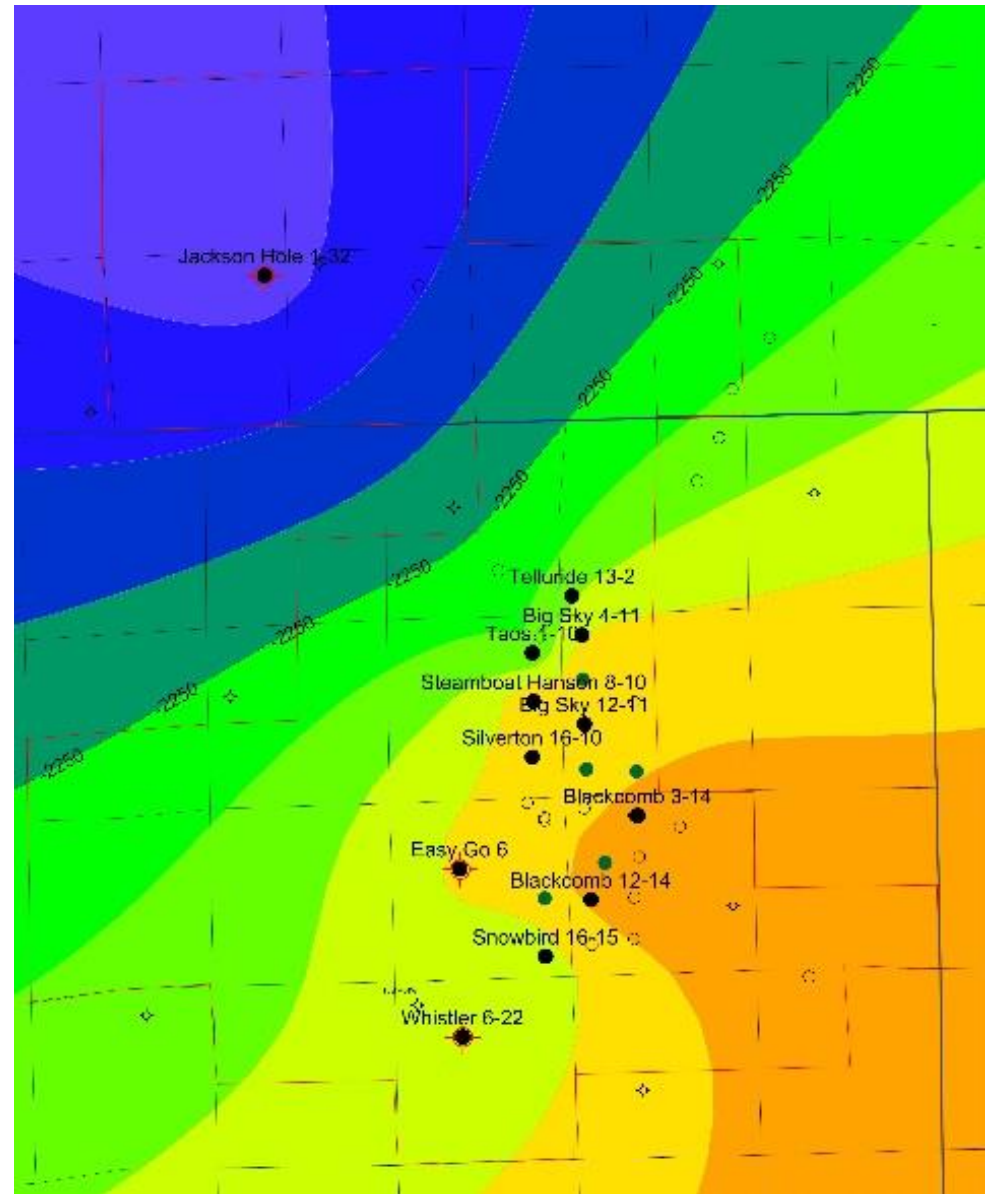 -2250
-2250
Jackson Hole 1-32
-2250
-2250
-2250
-2250
Telluride 13-2
Big Sky 4-11
-2250
Taos 1-10
Steamboat Hansen 8-10
-2250
Big Sky 12-11
Silverton 16-10
-2250
Blackcomb 3-14
Easy Go 6
Blackcomb 12-14
Snowbird 16-15
Whistler 6-22